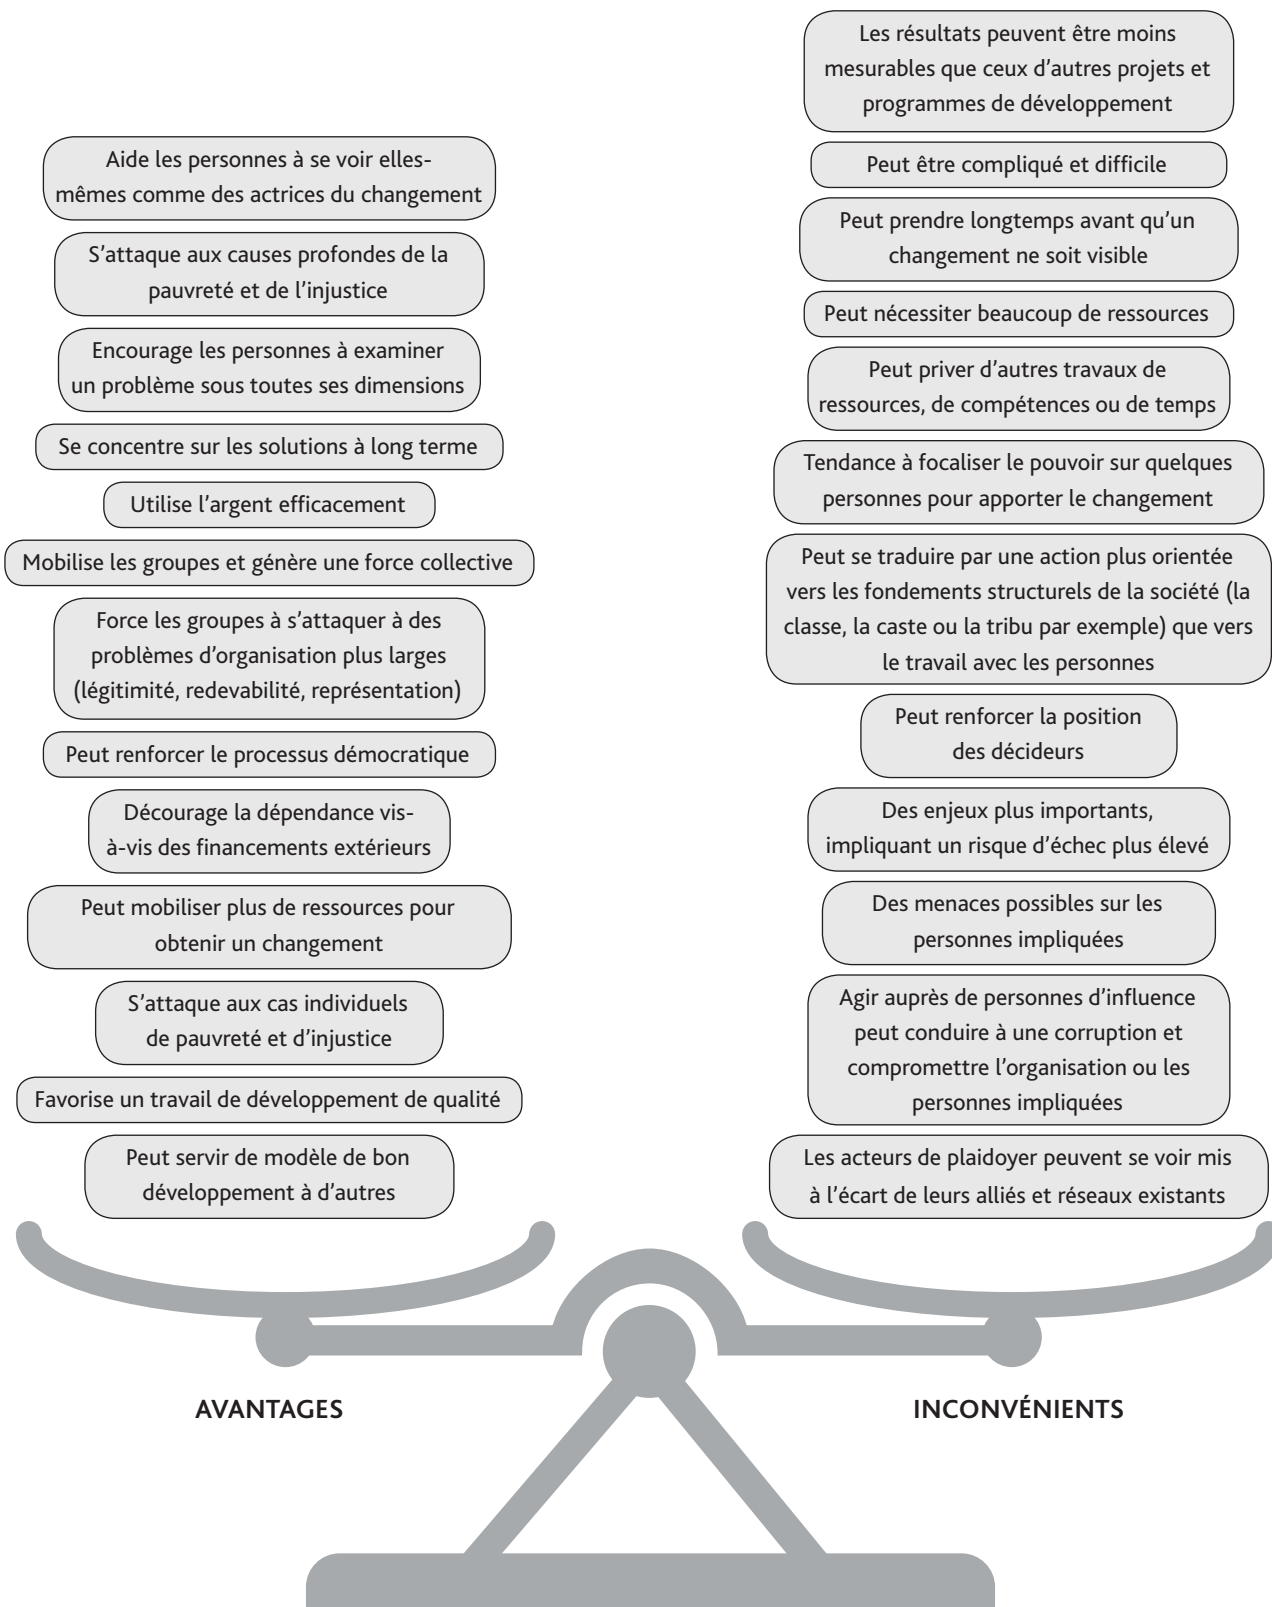 Aide les personnes à se voir elles-
mêmes comme des actrices du changement
S'attaque aux causes profondes de la
pauvreté et de l'injustice
Encourage les personnes à examiner
un problème sous toutes ses dimensions
Se concentre sur les solutions à long terme
Utilise l'argent efficacement
Mobilise les groupes et génère une force collective
Force les groupes à s'attaquer à des
problèmes d'organisation plus larges
(légitimité, redevabilité, représentation)
Peut renforcer le processus démocratique
Décourage la dépendance vis-
à-vis des financements extérieurs
Peut mobiliser plus de ressources pour
obtenir un changement
S'attaque aux cas individuels
de pauvreté et d'injustice
Favorise un travail de développement de qualité
Peut servir de modèle de bon
développement à d'autres
AVANTAGES
Les résultats peuvent être moins
mesurables que ceux d'autres projets et
programmes de développement
Peut être compliqué et difficile
Peut prendre longtemps avant qu'un
changement ne soit visible
Peut nécessiter beaucoup de ressources
Peut priver d'autres travaux de
ressources, de compétences ou de temps
Tendance à focaliser le pouvoir sur quelques
personnes pour apporter le changement
Peut se traduire par une action plus orientée
vers les fondements structurels de la société (la
classe, la caste ou la tribu par exemple) que vers
le travail avec les personnes
Peut renforcer la position
des décideurs
Des enjeux plus importants,
impliquant un risque d'échec plus élevé
Des menaces possibles sur les
personnes impliquées
Agir auprès de personnes d'influence
peut conduire à une corruption et
compromettre l'organisation ou les
personnes impliquées
Les acteurs de plaidoyer peuvent se voir mis
à l'écart de leurs alliés et réseaux existants
INCONVÉNIENTS